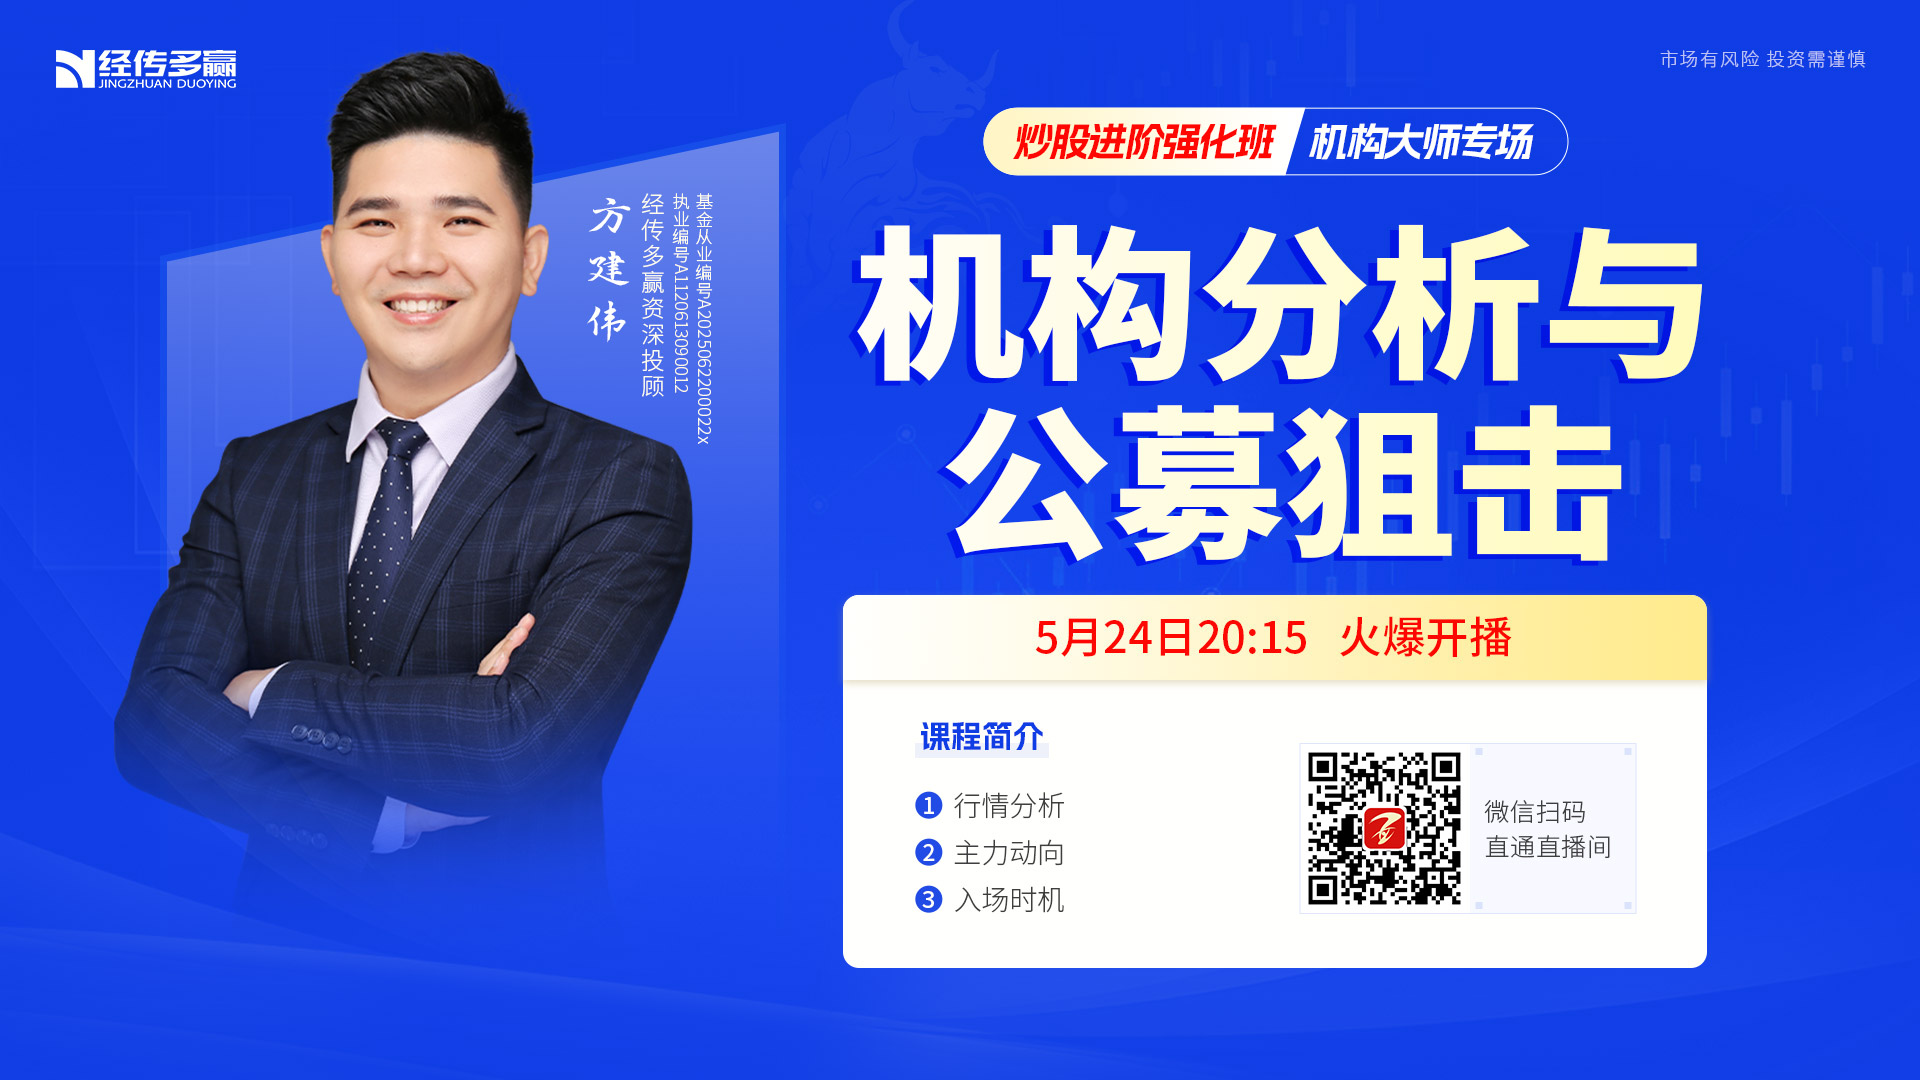 经传多赢
JINGZHUAN DUOYING
市场有风险 投资需谨慎
炒股进阶强化班 机构大师专场
方建伟
经传多赢资深投顾
执业编号A1120613090012
基金从业编号A20250622000022x
机构分析与
公募狙击
5月24日20:15 火爆开播
课程简介
1 行情分析
2 主力动向
3 入场时机
微信扫码
直通直播间